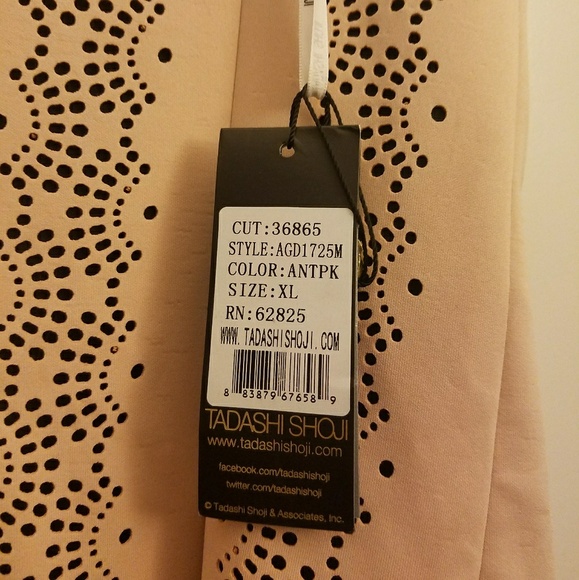 CUT:36865
STYLE:AGD1725M
COLOR:ANTPK
SIZE:XL
RN:62825
WWW.TADASHISHOJI.COM
8 83879 67658 9
TADASHI SHOJI
www.tadashishoji.com
facebook.com/tadashishoji
twitter.com/tadashishoji
© Tadashi Shoji & Associates, Inc.